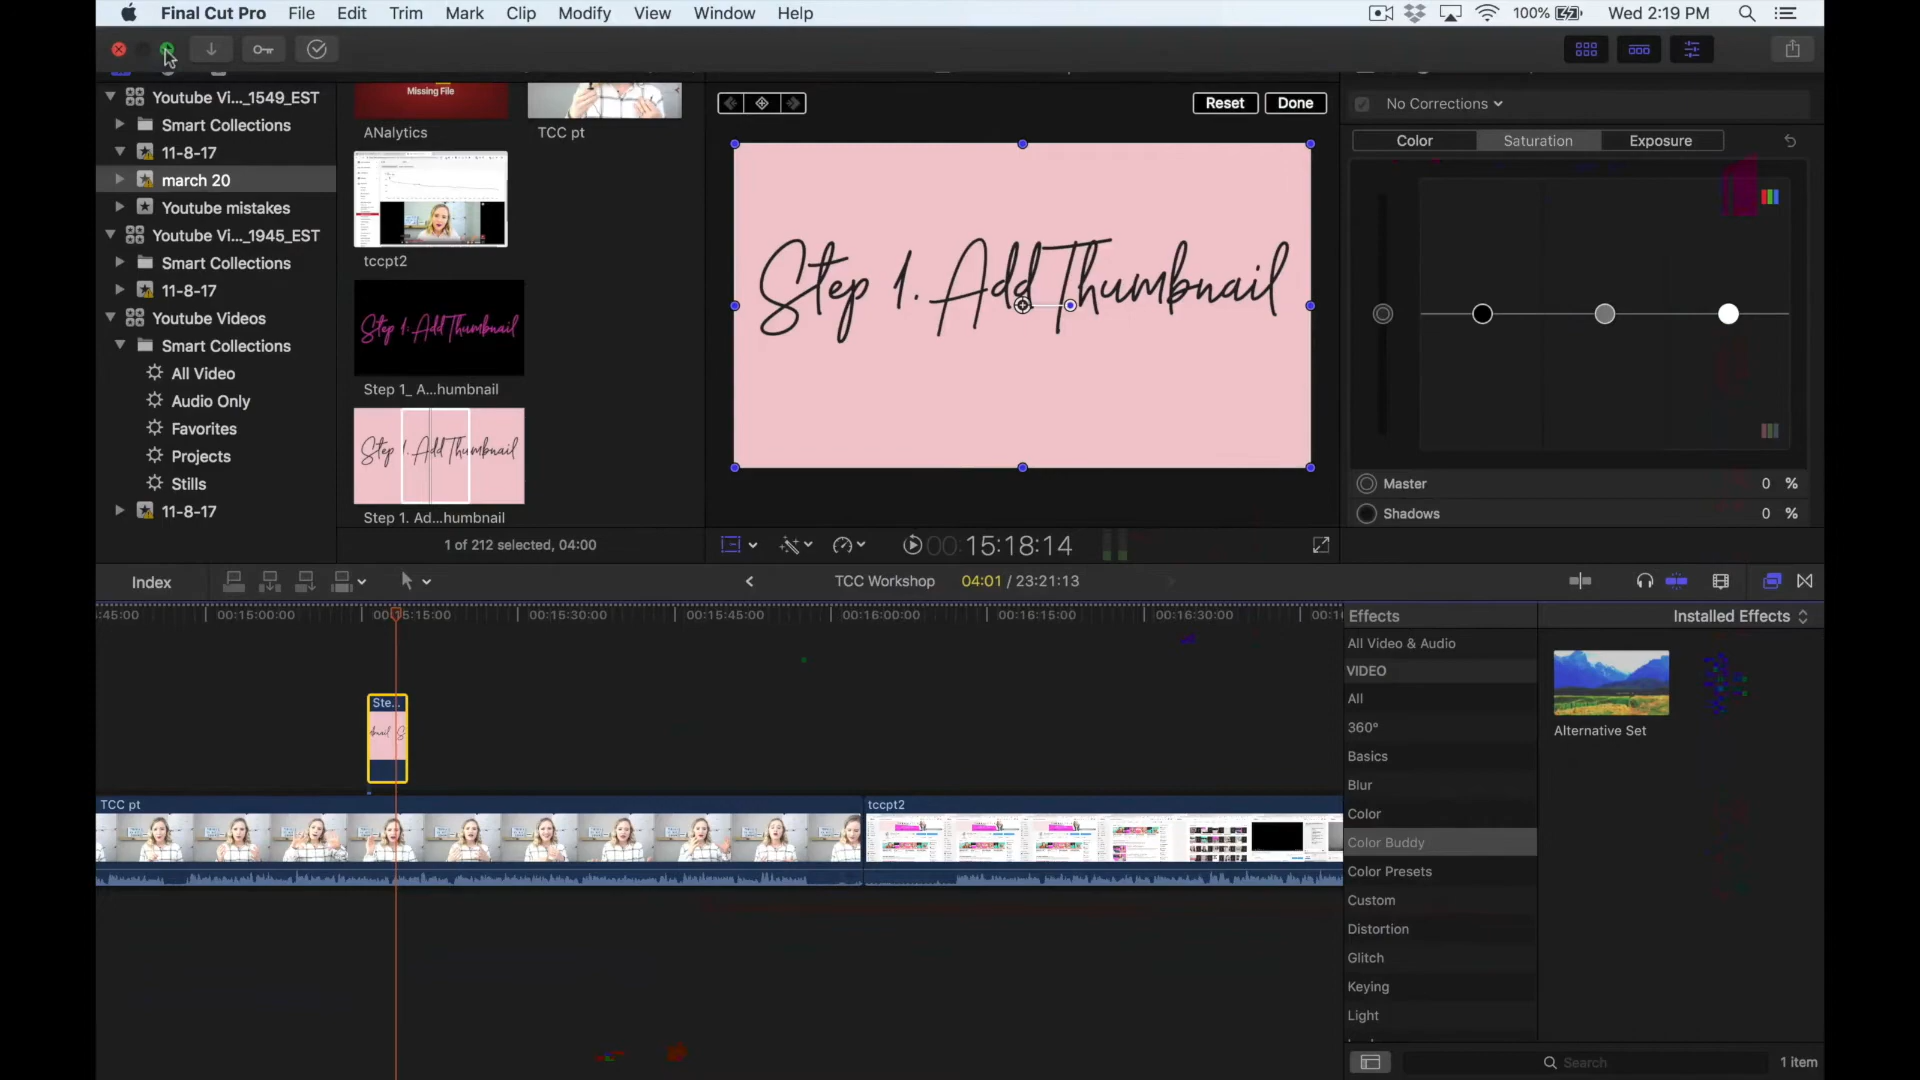 Final Cut Pro File Edit Trim Mark Clip Modify View Window Help 100% Wed 2:19 PM
Youtube Vi..._1549_EST
Smart Collections
11-8-17
march 20
Youtube mistakes
Youtube Vi..._1945_EST
Smart Collections
11-8-17
Youtube Videos
Smart Collections
All Video
Audio Only
Favorites
Projects
Stills
11-8-17
Missing File
ANalytics
TCC pt
tccpt2
Step 1. Add Thumbnail
Step 1_ A...humbnail
Step 1. Add Thumbnail
Step 1. Ad...humbnail
1 of 212 selected, 04:00
Reset Done
Step 1. Add Thumbnail
00:15:18:14
No Corrections
Color Saturation Exposure
Master 0 %
Shadows 0 %
Index
TCC Workshop 04:01 / 23:21:13
:45:00 00:15:00:00 00:15:15:00 00:15:30:00 00:15:45:00 00:16:00:00 00:16:15:00 00:16:30:00
Ste...
TCC pt
tccpt2
Effects
Installed Effects
All Video & Audio
VIDEO
All
360°
Basics
Blur
Color
Color Buddy
Color Presets
Custom
Distortion
Glitch
Keying
Light
Alternative Set
Search
1 item